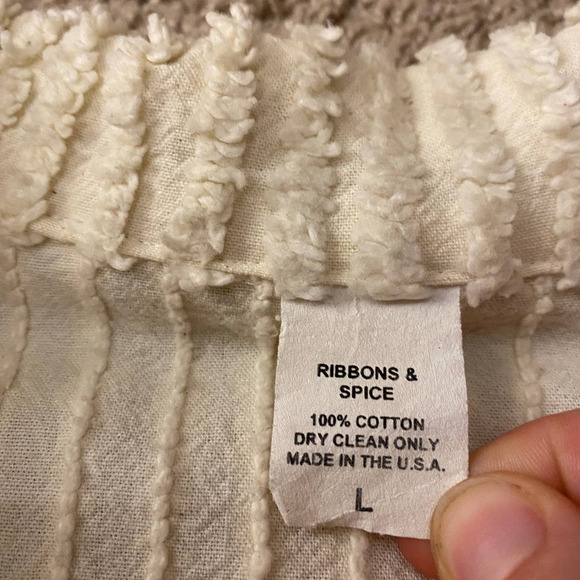 RIBBONS &
SPICE
100% COTTON
DRY CLEAN ONLY
MADE IN THE U.S.A.
L